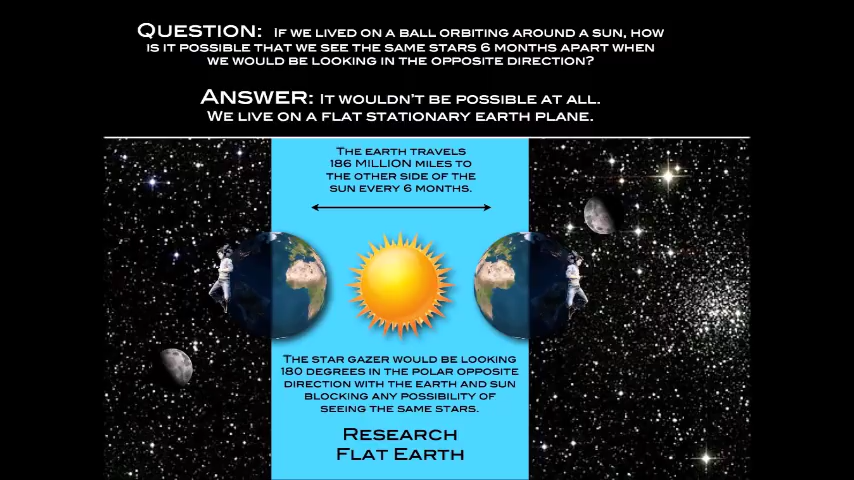 QUESTION: IF WE LIVED ON A BALL ORBITING AROUND A SUN, HOW
IS IT POSSIBLE THAT WE SEE THE SAME STARS 6 MONTHS APART WHEN
WE WOULD BE LOOKING IN THE OPPOSITE DIRECTION?
ANSWER: IT WOULDN'T BE POSSIBLE AT ALL.
WE LIVE ON A FLAT STATIONARY EARTH PLANE.
THE EARTH TRAVELS
186 MILLION MILES TO
THE OTHER SIDE OF THE
SUN EVERY 6 MONTHS.
THE STAR GAZER WOULD BE LOOKING
180 DEGREES IN THE POLAR OPPOSITE
DIRECTION WITH THE EARTH AND SUN
BLOCKING ANY POSSIBILITY OF
SEEING THE SAME STARS.
RESEARCH
FLAT EARTH